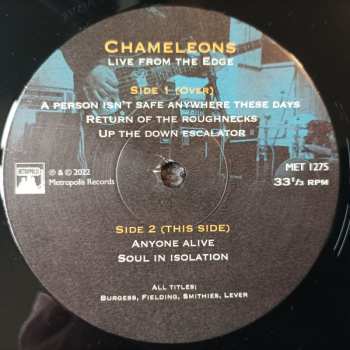 Chameleons
Live from the Edge
Side 1 (Over)
A person isn't safe anywhere these days
Return of the roughnecks
Up the down escalator
℗ & © 2022
Metropolis Records
MET 1275
33⅓ RPM
Side 2 (this side)
Anyone alive
Soul in isolation
All titles:
Burgess, Fielding, Smithies, Lever